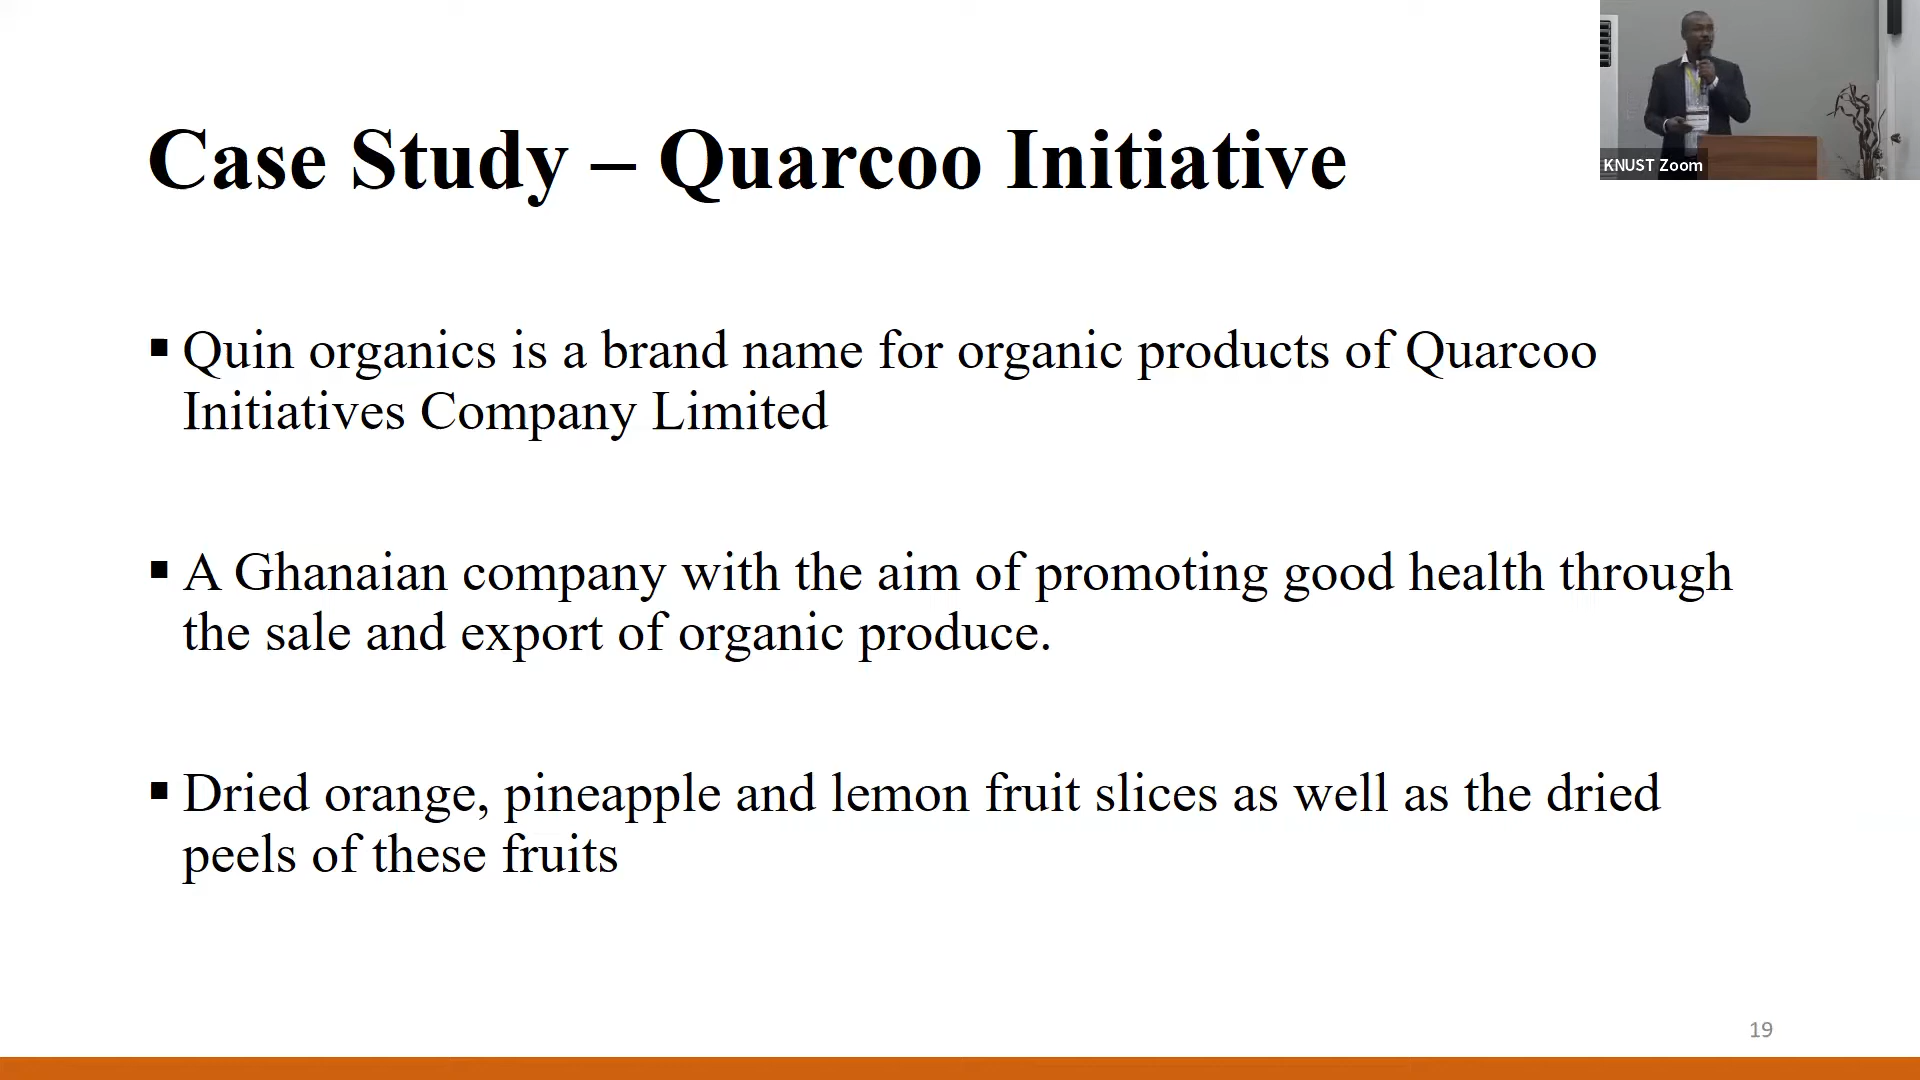 Case Study – Quarcoo Initiative
KNUST Zoom
▪ Quin organics is a brand name for organic products of Quarcoo
Initiatives Company Limited
▪ A Ghanaian company with the aim of promoting good health through
the sale and export of organic produce.
▪ Dried orange, pineapple and lemon fruit slices as well as the dried
peels of these fruits
19